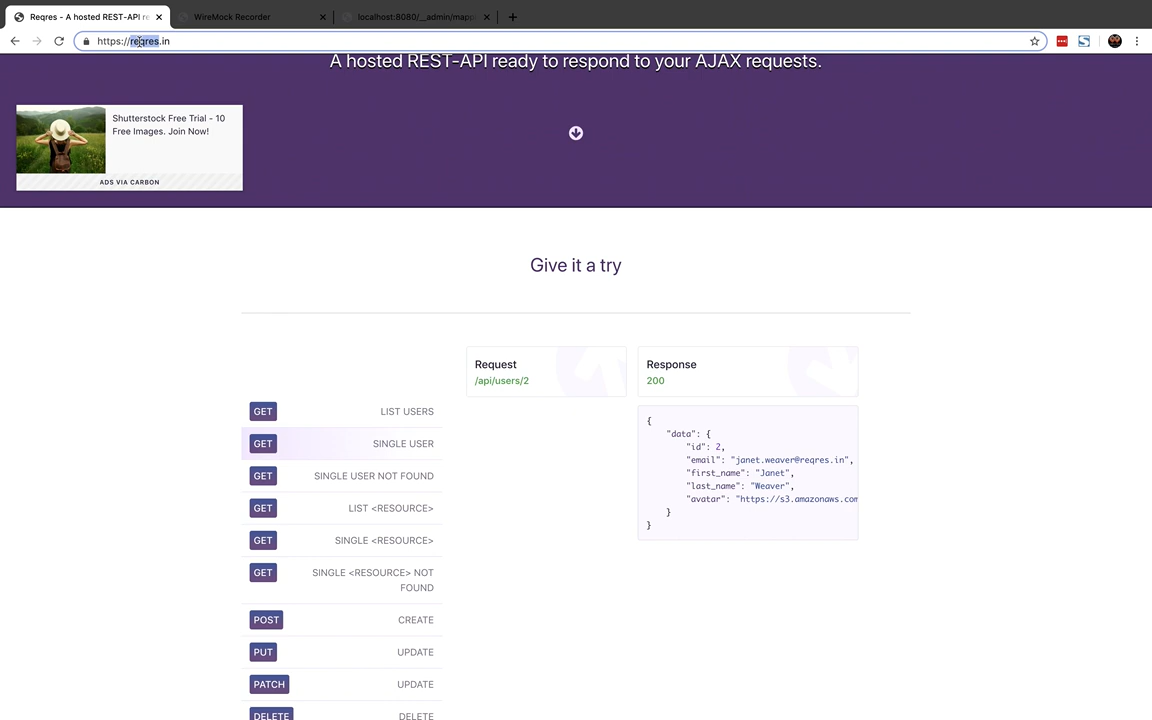 Reqres - A hosted REST-API re
WireMock Recorder
localhost:8080/__admin/mapp
https://reqres.in
A hosted REST-API ready to respond to your AJAX requests.
Shutterstock Free Trial - 10
Free Images. Join Now!
ADS VIA CARBON
Give it a try
Request
/api/users/2
Response
200
GET LIST USERS
GET SINGLE USER
GET SINGLE USER NOT FOUND
GET LIST <RESOURCE>
GET SINGLE <RESOURCE>
GET SINGLE <RESOURCE> NOT
FOUND
POST CREATE
PUT UPDATE
PATCH UPDATE
DELETE DELETE
{
"data": {
"id": 2,
"email": "janet.weaver@reqres.in",
"first_name": "Janet",
"last_name": "Weaver",
"avatar": "https://s3.amazonaws.com
}
}